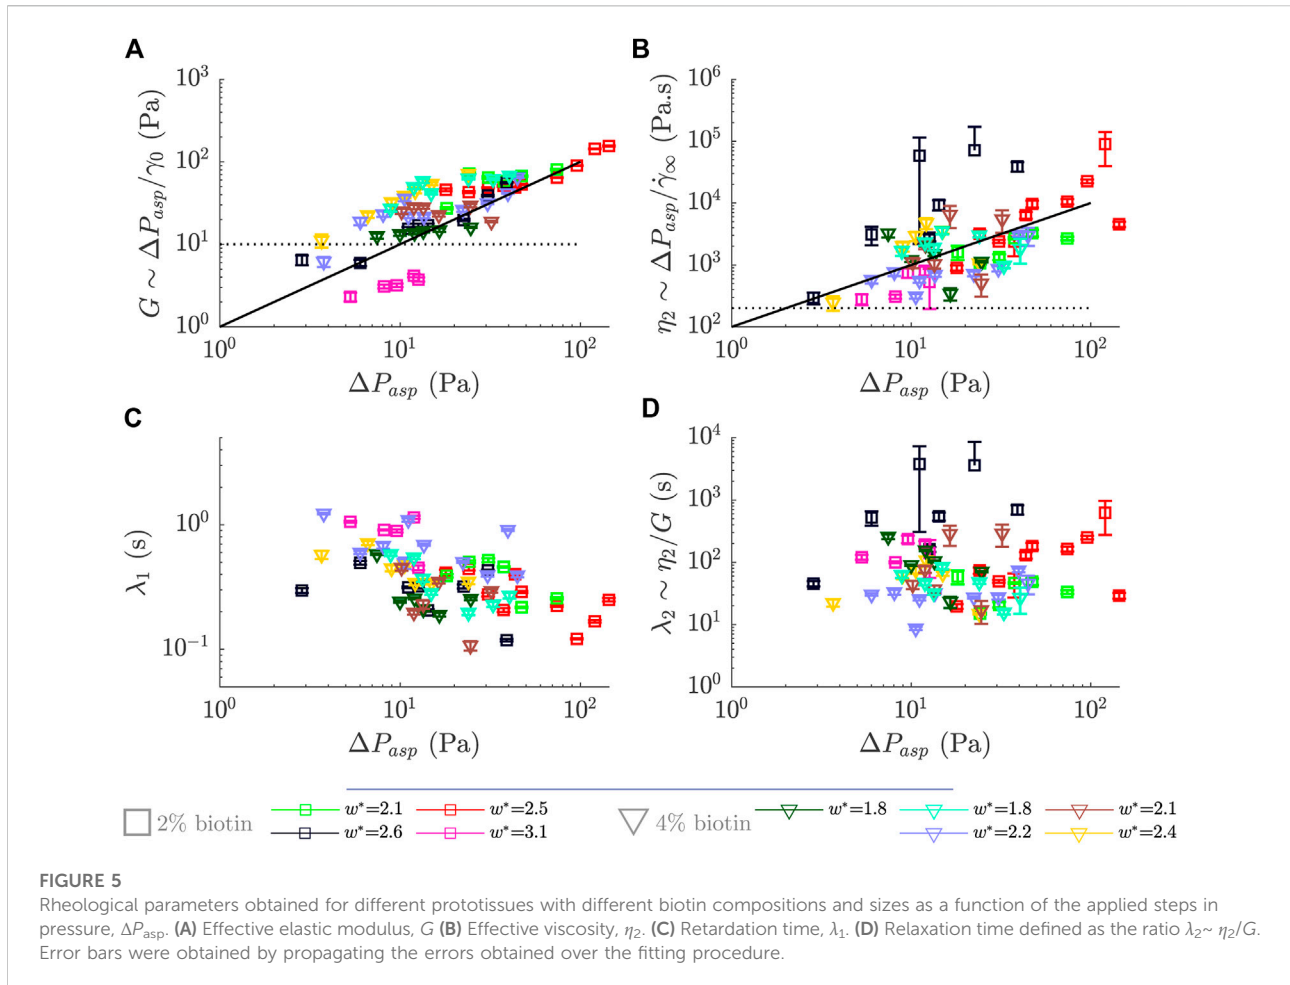 A
G ~ ΔP_asp/γ_0 (Pa)
10^3
10^2
10^1
10^0
10^0 10^1 10^2
ΔP_asp (Pa)
B
η_2 ~ ΔP_asp/γ̇_∞ (Pa.s)
10^6
10^5
10^4
10^3
10^2
10^0 10^1 10^2
ΔP_asp (Pa)
C
λ_1 (s)
10^0
10^-1
10^0 10^1 10^2
ΔP_asp (Pa)
D
λ_2 ~ η_2/G (s)
10^4
10^3
10^2
10^1
10^0
10^0 10^1 10^2
ΔP_asp (Pa)
2% biotin
w*=2.1 w*=2.5
w*=2.6 w*=3.1
4% biotin
w*=1.8 w*=1.8 w*=2.1
w*=2.2 w*=2.4
FIGURE 5
Rheological parameters obtained for different prototissues with different biotin compositions and sizes as a function of the applied steps in
pressure, ΔP_asp. (A) Effective elastic modulus, G (B) Effective viscosity, η_2. (C) Retardation time, λ_1. (D) Relaxation time defined as the ratio λ_2~ η_2/G.
Error bars were obtained by propagating the errors obtained over the fitting procedure.